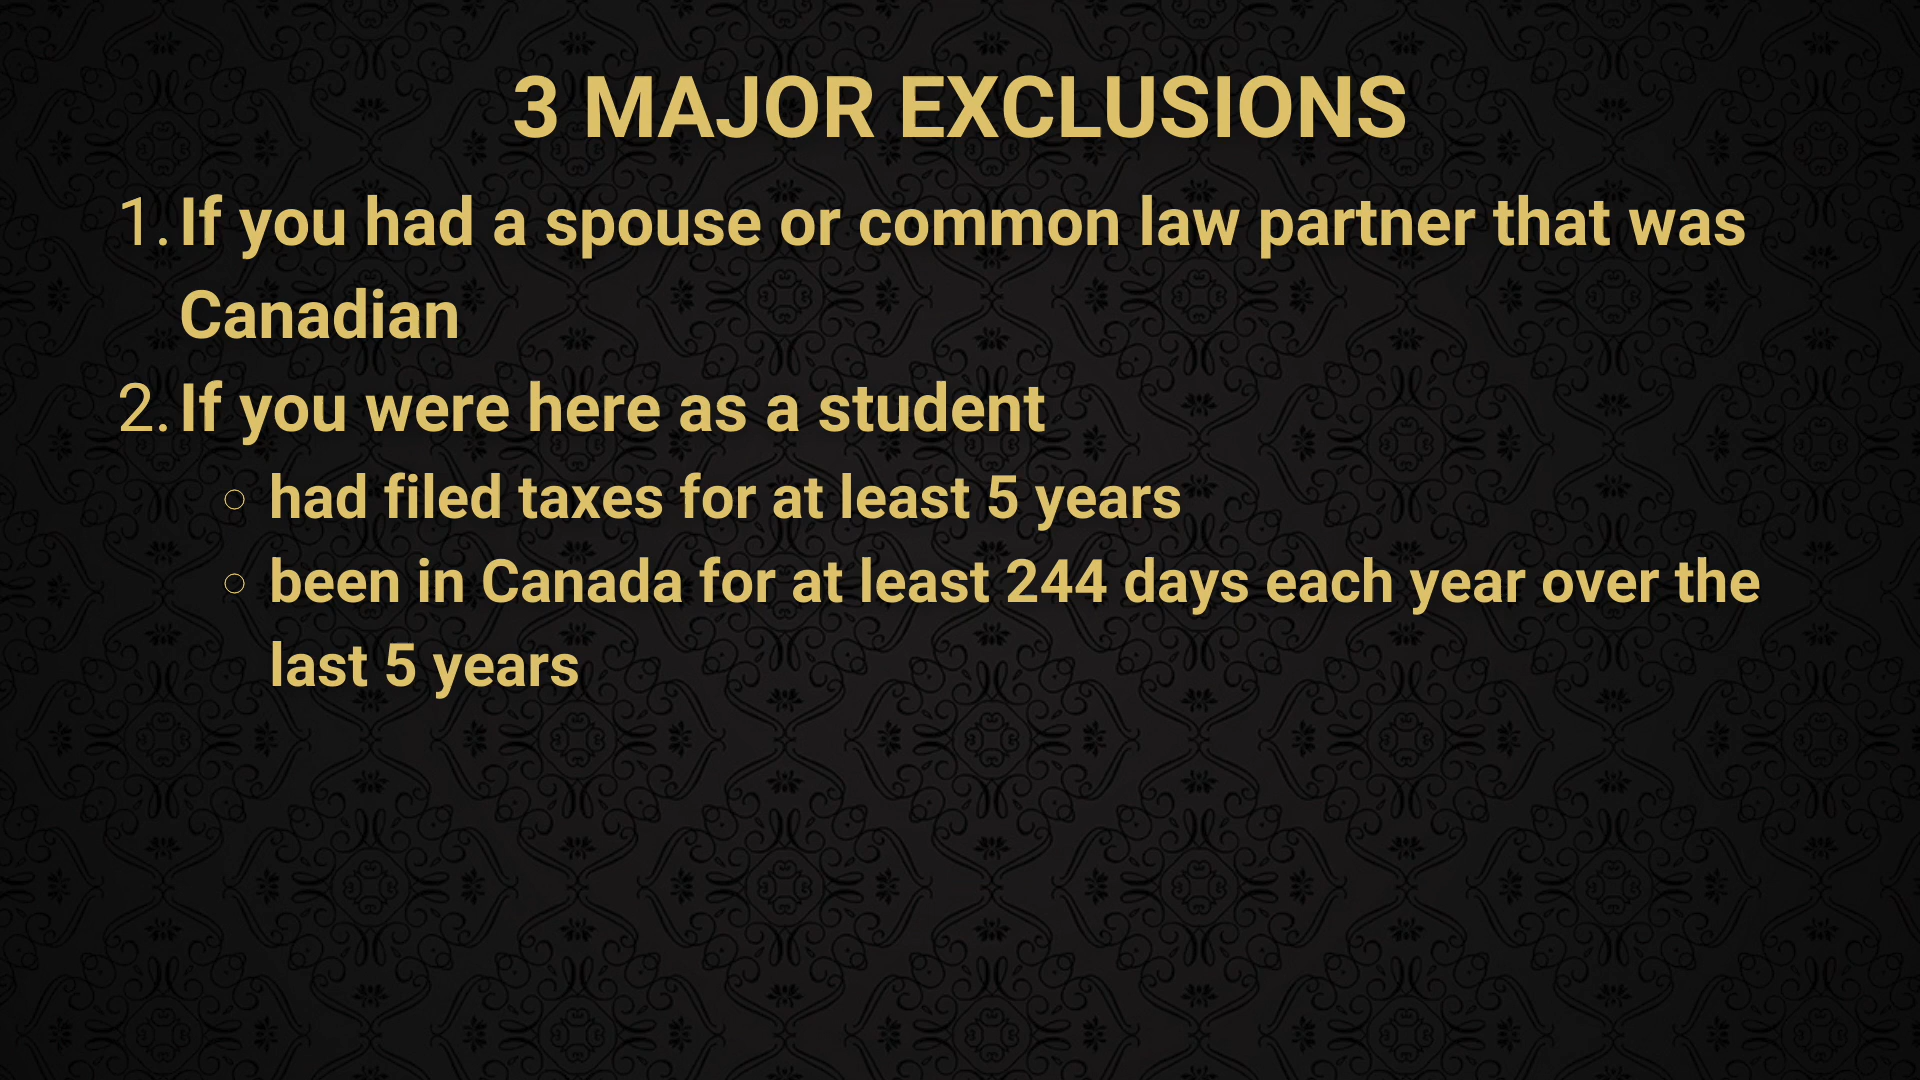 3 MAJOR EXCLUSIONS
1. If you had a spouse or common law partner that was
Canadian
2. If you were here as a student
○ had filed taxes for at least 5 years
○ been in Canada for at least 244 days each year over the
last 5 years